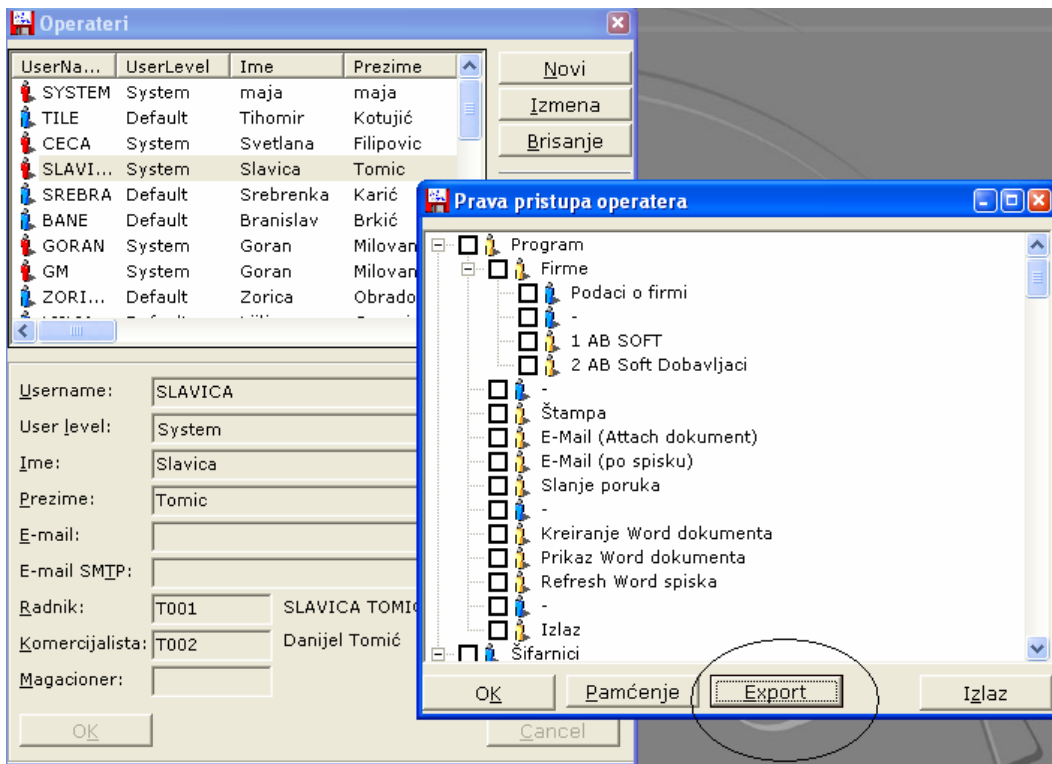 Operateri
UserNa... UserLevel Ime Prezime
SYSTEM System maja maja
TILE Default Tihomir Kotujić
CECA System Svetlana Filipovic
SLAVI... System Slavica Tomic
SREBRA Default Srebrenka Karić
BANE Default Branislav Brkić
GORAN System Goran Milovan
GM System Goran Milovan
ZORI... Default Zorica Obrado
Novi
Izmena
Brisanje
Username: SLAVICA
User level: System
Ime: Slavica
Prezime: Tomic
E-mail:
E-mail SMTP:
Radnik: T001 SLAVICA TOMIC
Komercijalista: T002 Danijel Tomić
Magacioner:
OK Cancel
Prava pristupa operatera
Program
Firme
Podaci o firmi
-
1 AB SOFT
2 AB Soft Dobavljaci
-
Štampa
E-Mail (Attach dokument)
E-Mail (po spisku)
Slanje poruka
-
Kreiranje Word dokumenta
Prikaz Word dokumenta
Refresh Word spiska
-
Izlaz
Šifarnici
OK Pamćenje Export Izlaz